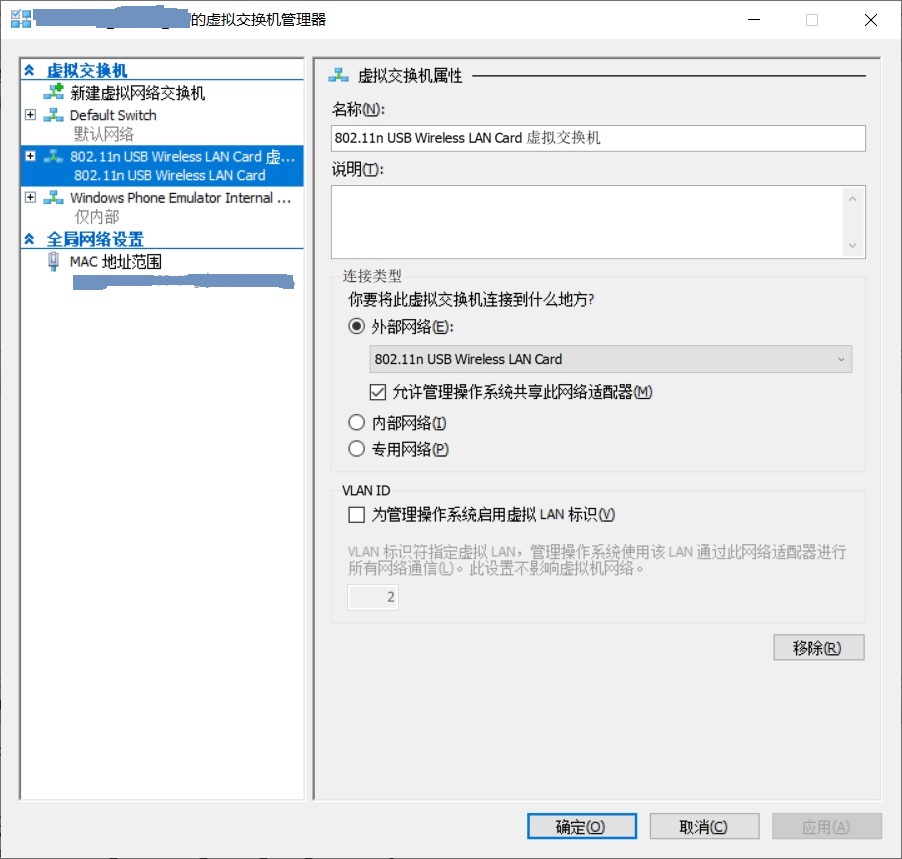 的虚拟交换机管理器
虚拟交换机
新建虚拟网络交换机
Default Switch
默认网络
802.11n USB Wireless LAN Card 虚...
802.11n USB Wireless LAN Card
Windows Phone Emulator Internal ...
仅内部
全局网络设置
MAC 地址范围
虚拟交换机属性
名称(N):
802.11n USB Wireless LAN Card 虚拟交换机
说明(T):
连接类型
你要将此虚拟交换机连接到什么地方?
外部网络(E):
802.11n USB Wireless LAN Card
允许管理操作系统共享此网络适配器(M)
内部网络(I)
专用网络(P)
VLAN ID
为管理操作系统启用虚拟 LAN 标识(V)
VLAN 标识符指定虚拟 LAN，管理操作系统使用该 LAN 通过此网络适配器进行
所有网络通信(L)。此设置不影响虚拟机网络。
2
移除(R)
确定(O)
取消(C)
应用(A)